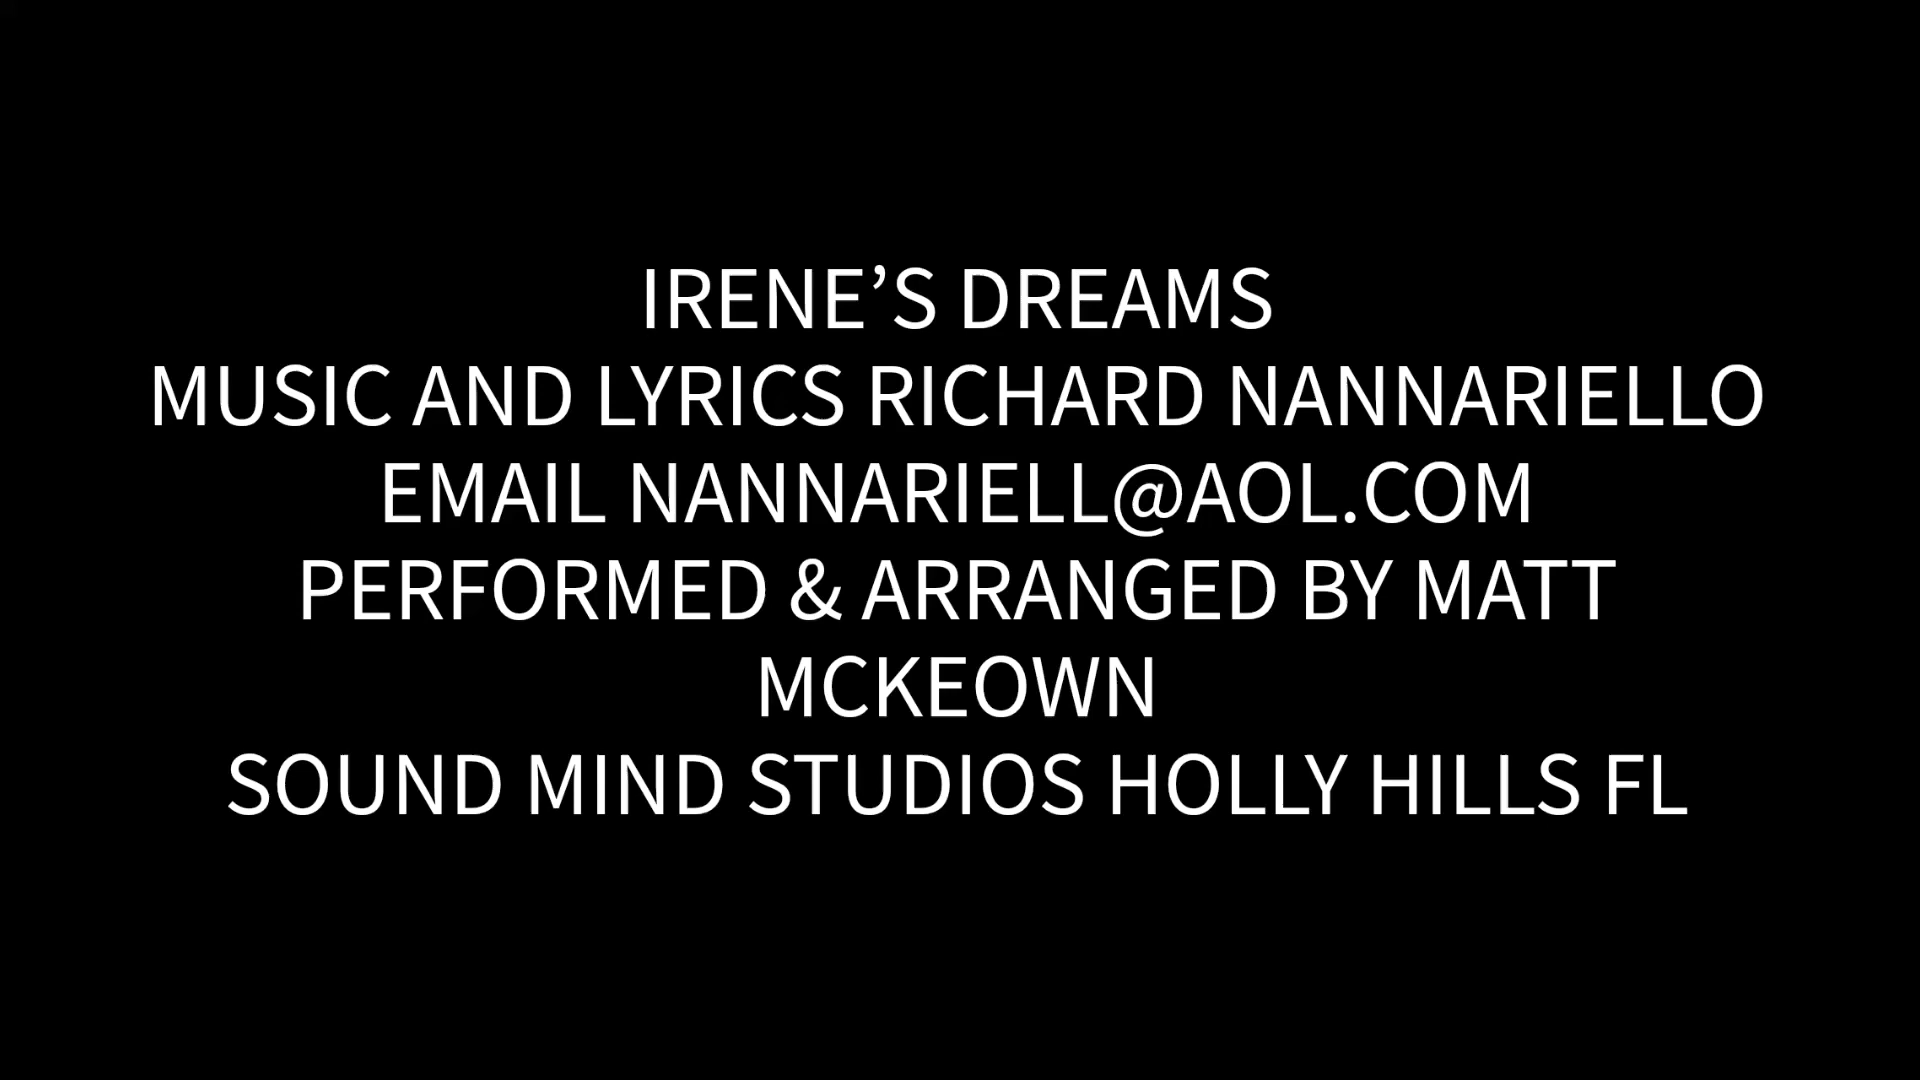 IRENE’S DREAMS
MUSIC AND LYRICS RICHARD NANNARIELLO
EMAIL NANNARIELL@AOL.COM
PERFORMED & ARRANGED BY MATT
MCKEOWN
SOUND MIND STUDIOS HOLLY HILLS FL